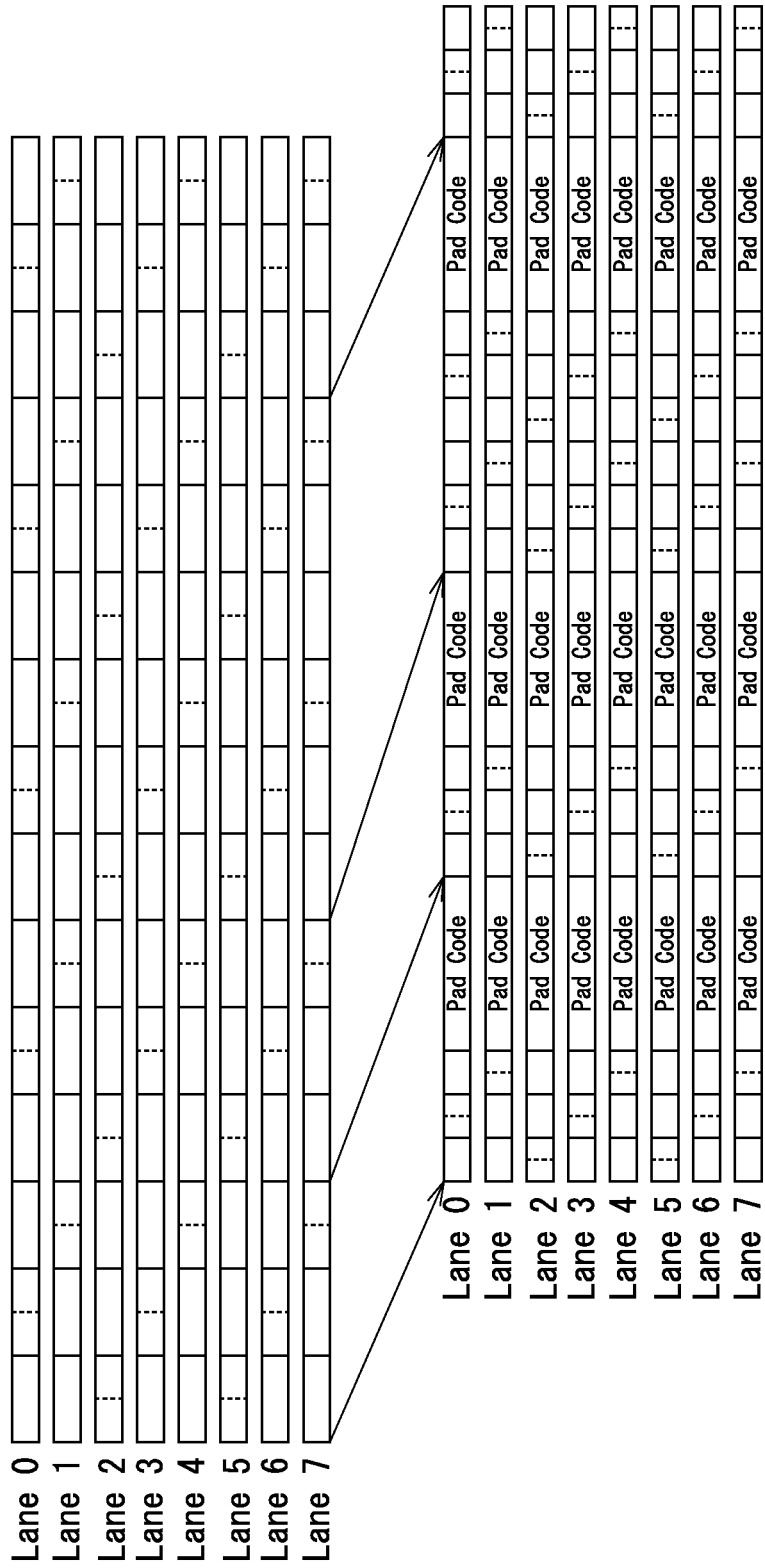 Lane 0
Lane 1
Lane 2
Lane 3
Lane 4
Lane 5
Lane 6
Lane 7
Lane 0 Pad Code Pad Code Pad Code
Lane 1 Pad Code Pad Code Pad Code
Lane 2 Pad Code Pad Code Pad Code
Lane 3 Pad Code Pad Code Pad Code
Lane 4 Pad Code Pad Code Pad Code
Lane 5 Pad Code Pad Code Pad Code
Lane 6 Pad Code Pad Code Pad Code
Lane 7 Pad Code Pad Code Pad Code